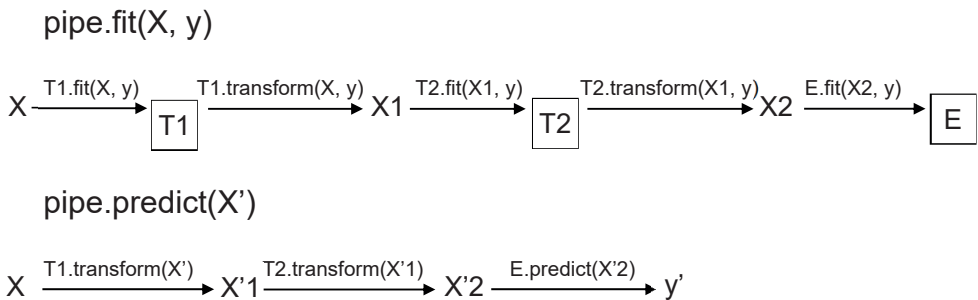 pipe.fit(X, y)
X T1.fit(X, y) T1 T1.transform(X, y) X1 T2.fit(X1, y) T2 T2.transform(X1, y) X2 E.fit(X2, y) E
pipe.predict(X’)
X T1.transform(X’) X’1 T2.transform(X’1) X’2 E.predict(X’2) y’